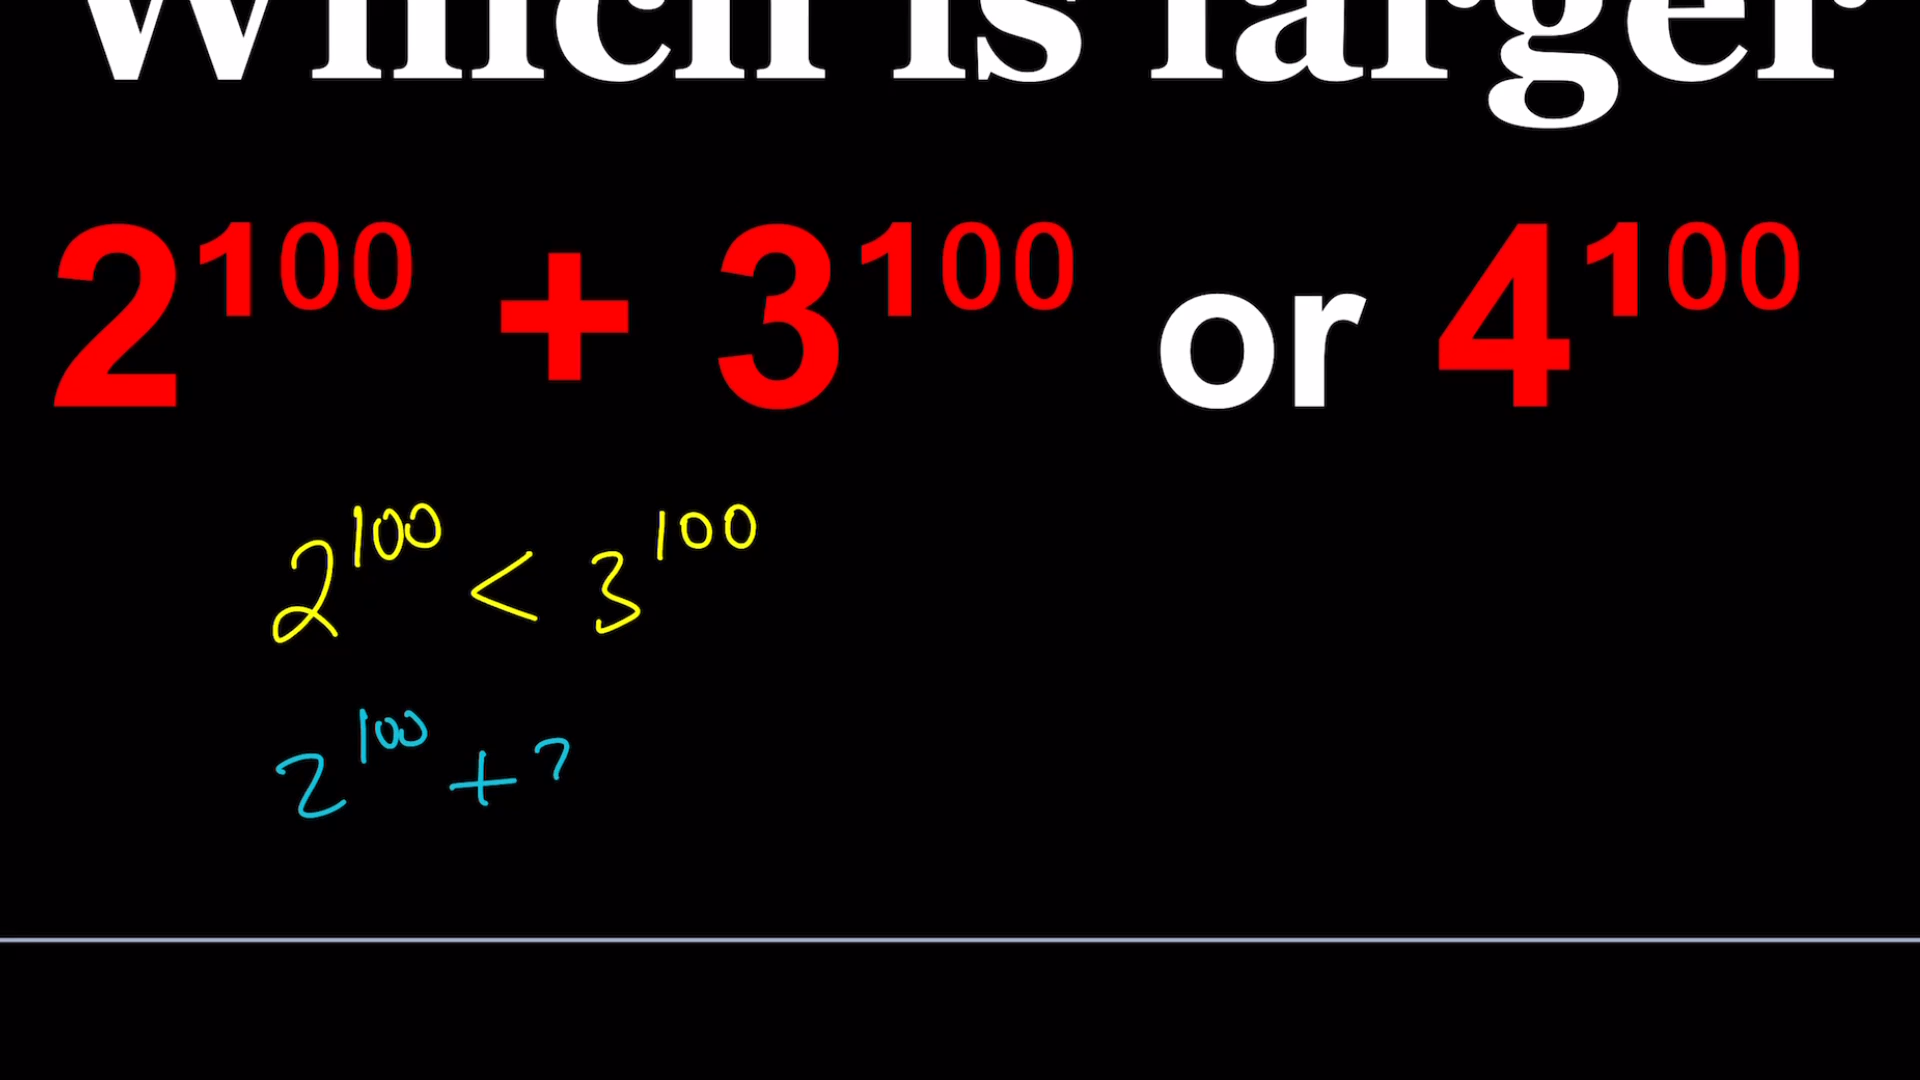 Which is larger
2¹⁰⁰ + 3¹⁰⁰ or 4¹⁰⁰
2¹⁰⁰ < 3¹⁰⁰
2¹⁰⁰ +